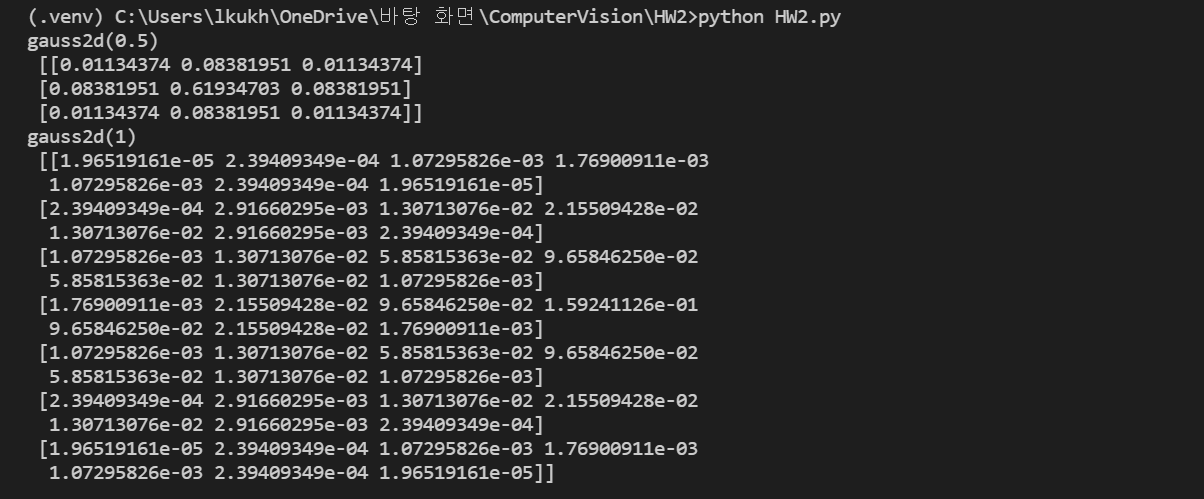 (.venv) C:\Users\lkukh\OneDrive\바탕 화면\ComputerVision\HW2>python HW2.py
gauss2d(0.5)
 [[0.01134374 0.08381951 0.01134374]
 [0.08381951 0.61934703 0.08381951]
 [0.01134374 0.08381951 0.01134374]]
gauss2d(1)
 [[1.96519161e-05 2.39409349e-04 1.07295826e-03 1.76900911e-03
  1.07295826e-03 2.39409349e-04 1.96519161e-05]
 [2.39409349e-04 2.91660295e-03 1.30713076e-02 2.15509428e-02
  1.30713076e-02 2.91660295e-03 2.39409349e-04]
 [1.07295826e-03 1.30713076e-02 5.85815363e-02 9.65846250e-02
  5.85815363e-02 1.30713076e-02 1.07295826e-03]
 [1.76900911e-03 2.15509428e-02 9.65846250e-02 1.59241126e-01
  9.65846250e-02 2.15509428e-02 1.76900911e-03]
 [1.07295826e-03 1.30713076e-02 5.85815363e-02 9.65846250e-02
  5.85815363e-02 1.30713076e-02 1.07295826e-03]
 [2.39409349e-04 2.91660295e-03 1.30713076e-02 2.15509428e-02
  1.30713076e-02 2.91660295e-03 2.39409349e-04]
 [1.96519161e-05 2.39409349e-04 1.07295826e-03 1.76900911e-03
  1.07295826e-03 2.39409349e-04 1.96519161e-05]]